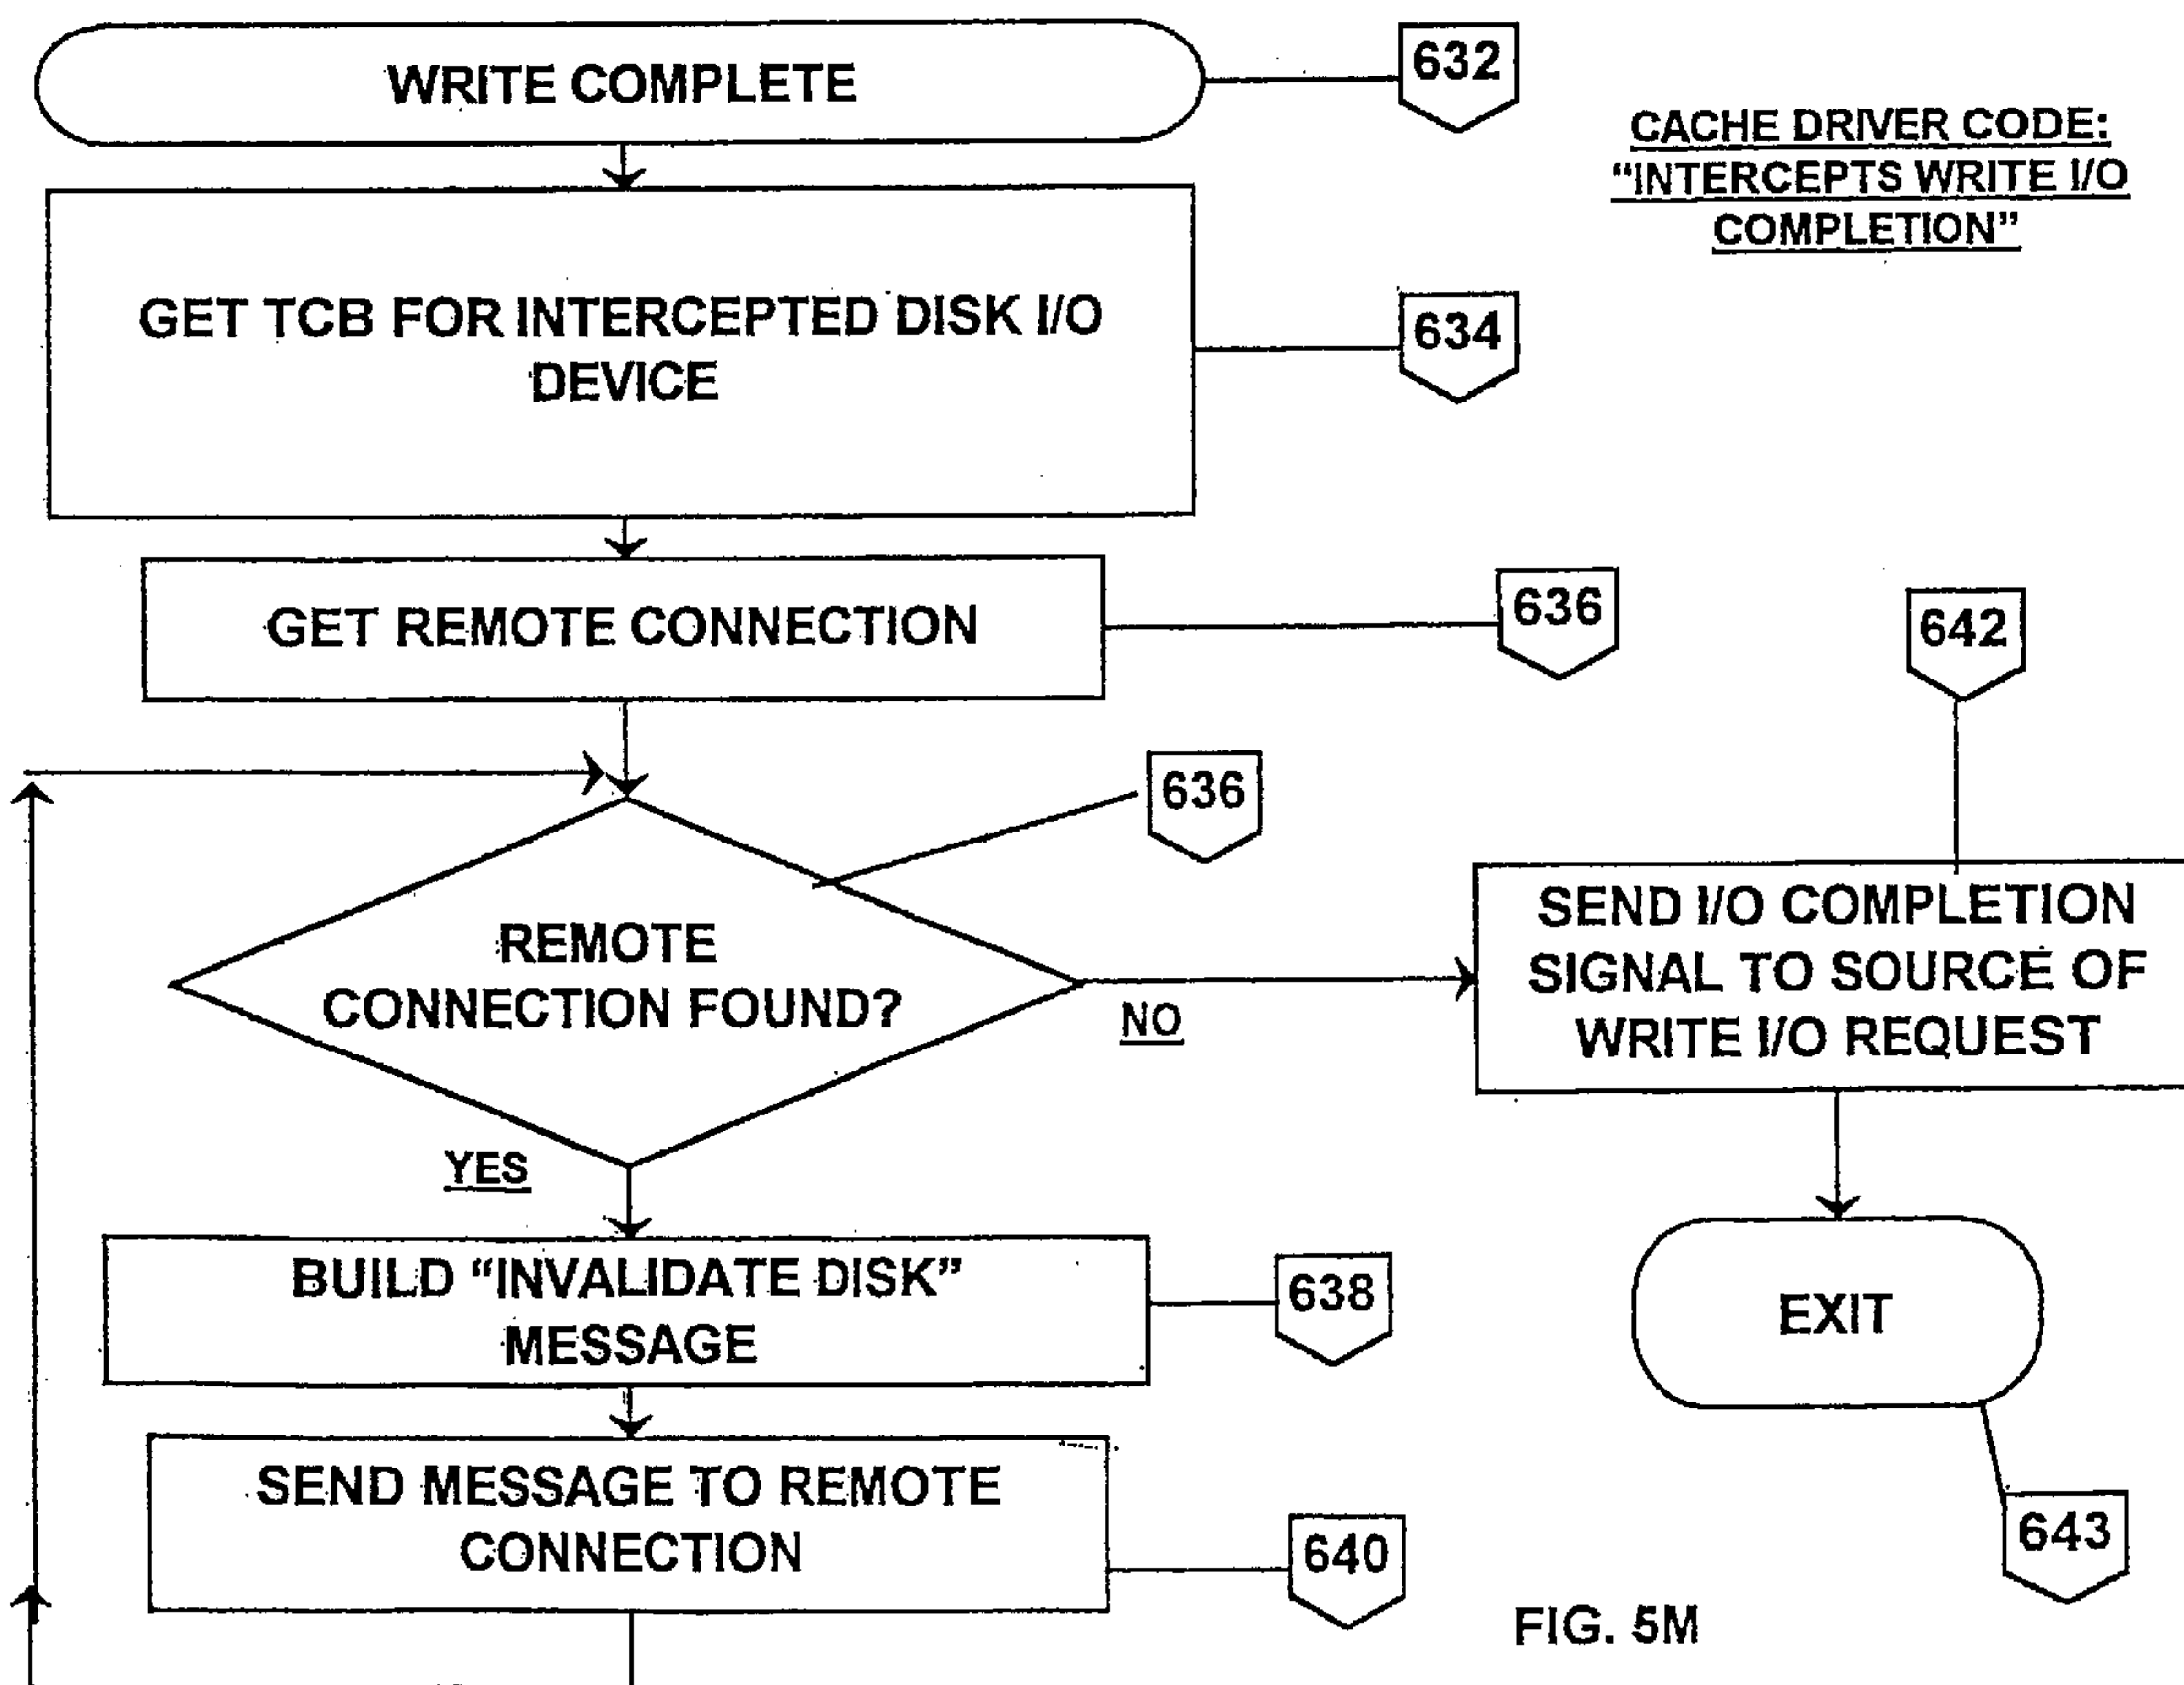 WRITE COMPLETE
632
CACHE DRIVER CODE:
“INTERCEPTS WRITE I/O
COMPLETION”
GET TCB FOR INTERCEPTED DISK I/O
DEVICE
634
GET REMOTE CONNECTION
636
642
636
REMOTE
CONNECTION FOUND?
NO
SEND I/O COMPLETION
SIGNAL TO SOURCE OF
WRITE I/O REQUEST
YES
BUILD “INVALIDATE DISK”
MESSAGE
638
EXIT
SEND MESSAGE TO REMOTE
CONNECTION
640
643
FIG. 5M